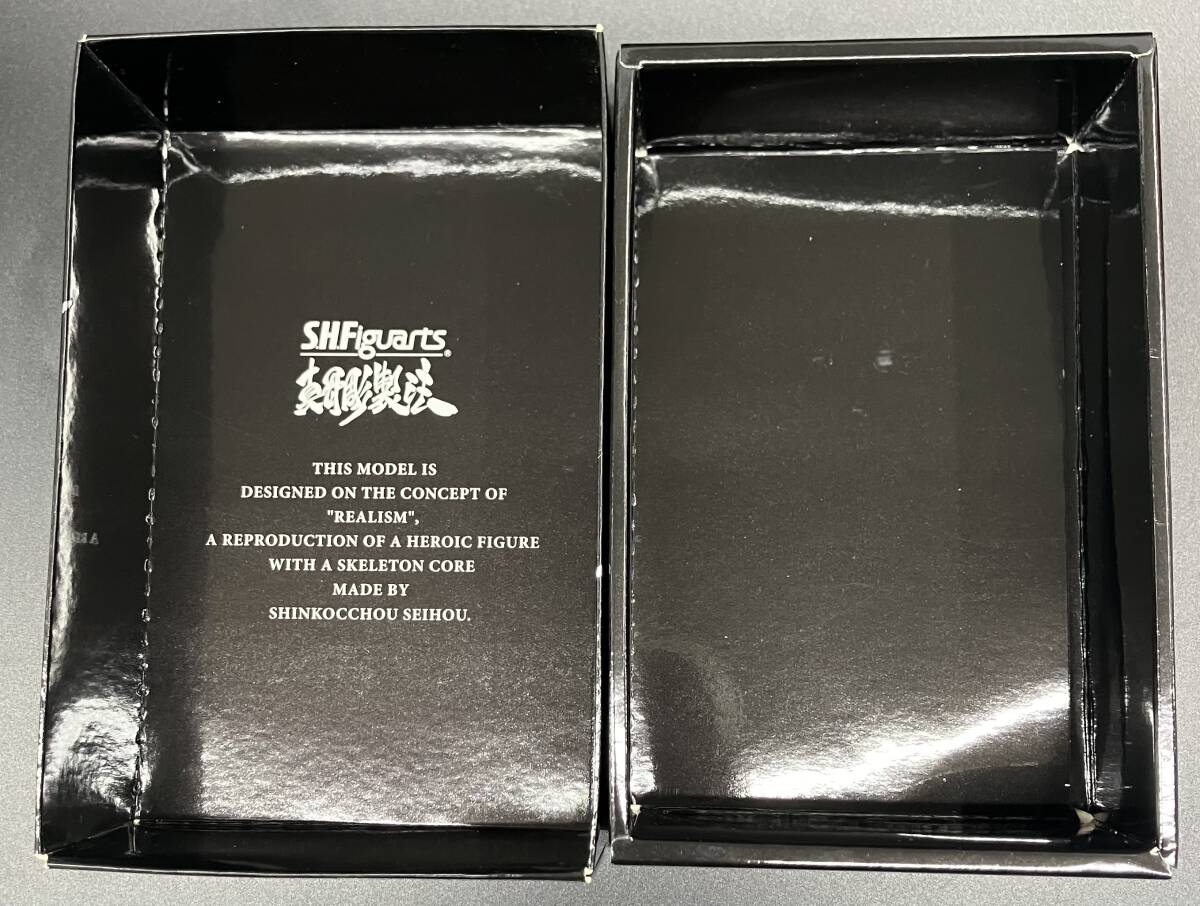 S.H.Figuarts®
真骨彫製法
THIS MODEL IS
DESIGNED ON THE CONCEPT OF
"REALISM",
A REPRODUCTION OF A HEROIC FIGURE
WITH A SKELETON CORE
MADE BY
SHINKOCCHOU SEIHOU.